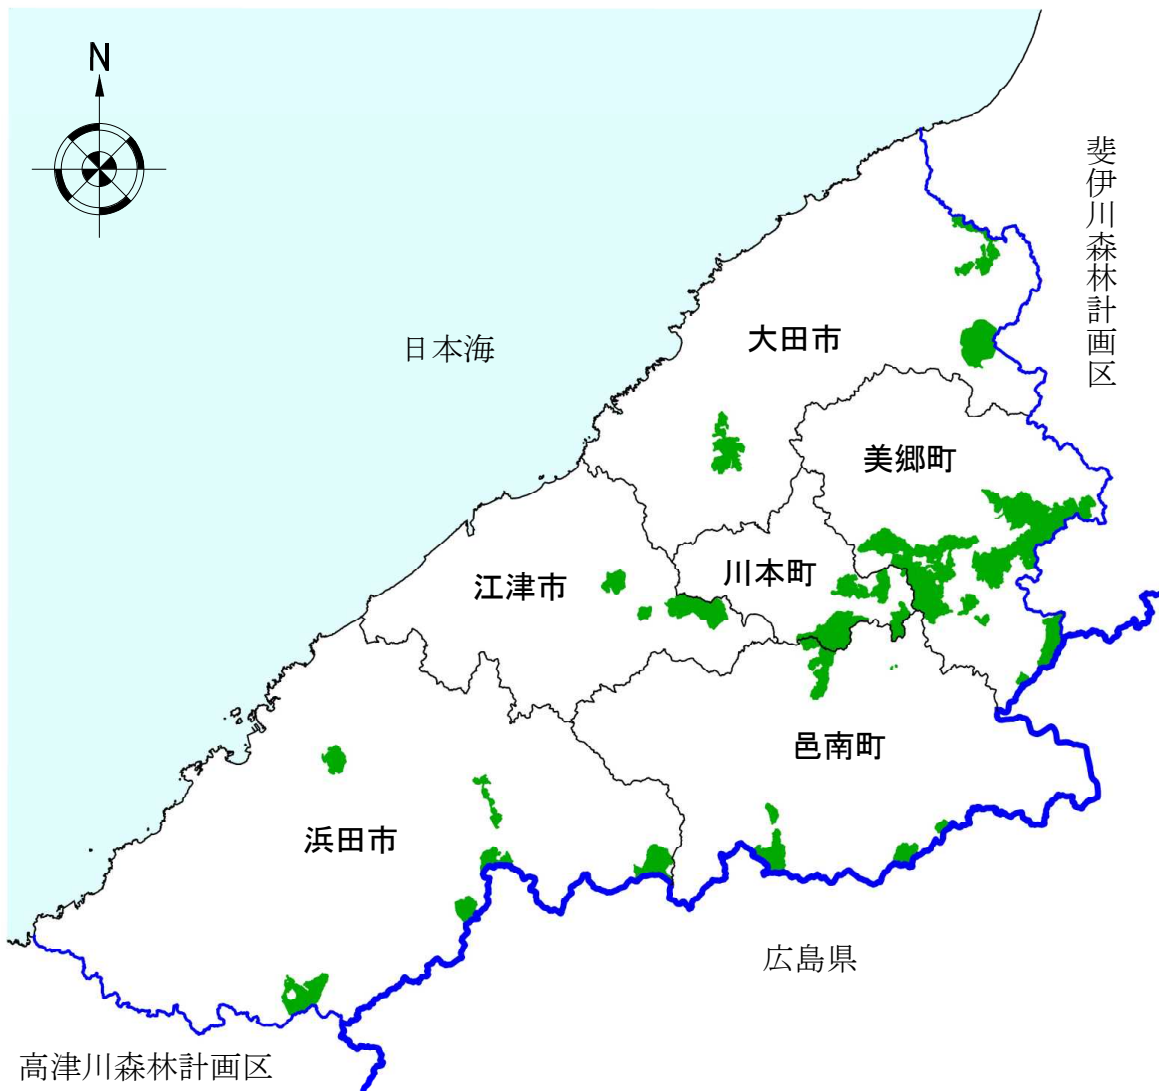 N
斐伊川森林計画区
日本海
大田市
美郷町
川本町
江津市
邑南町
浜田市
広島県
高津川森林計画区